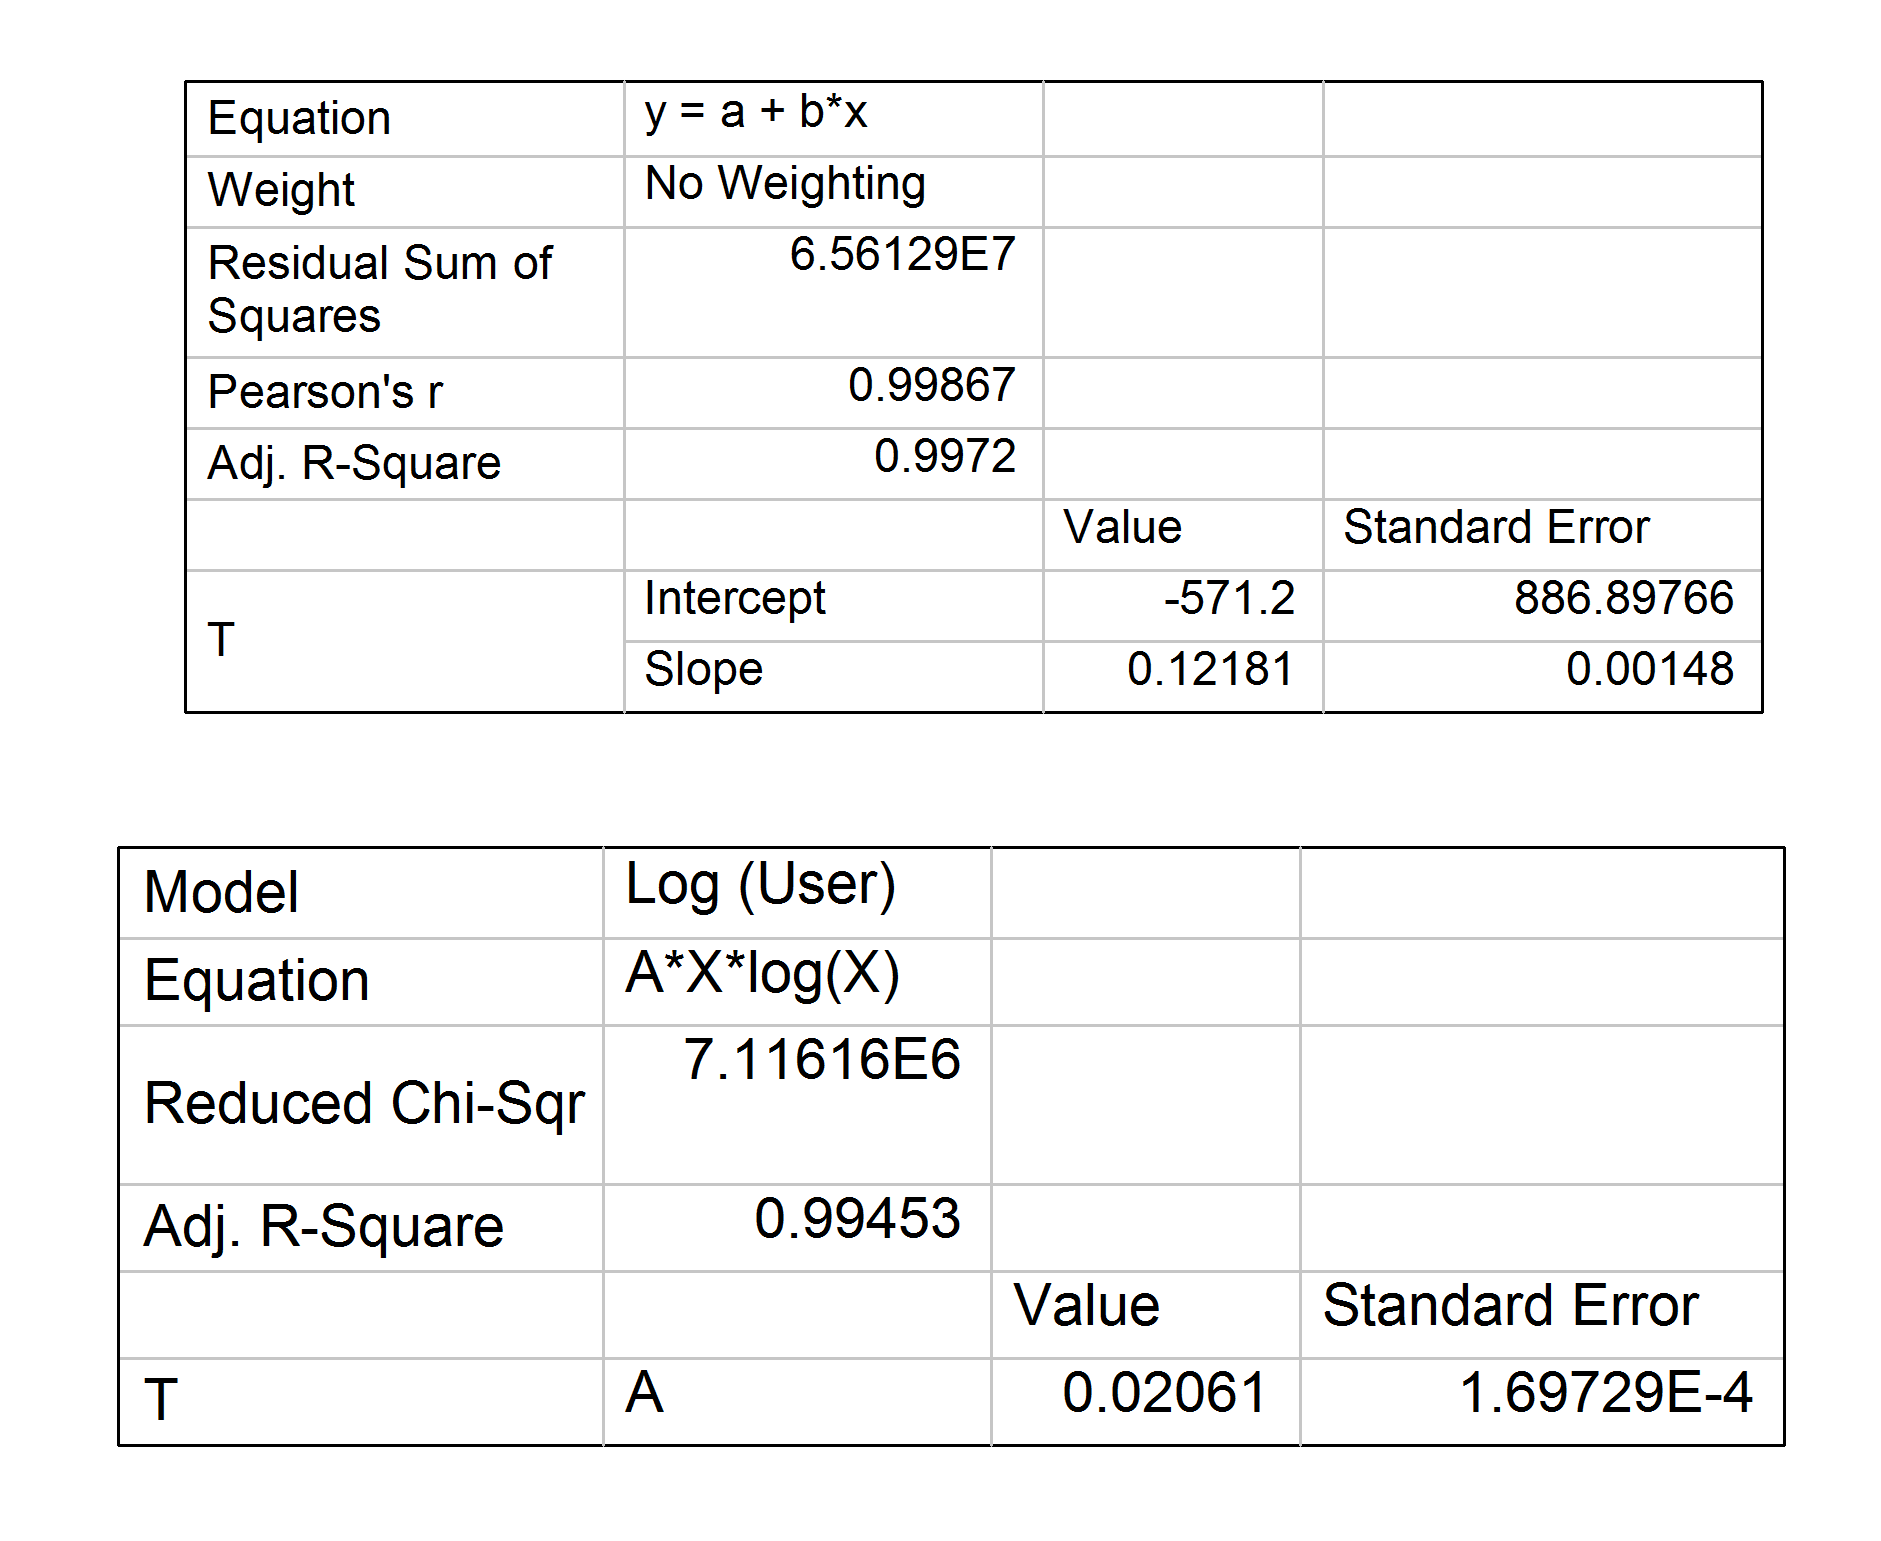 Equation y = a + b*x
Weight No Weighting
Residual Sum of Squares 6.56129E7
Pearson's r 0.99867
Adj. R-Square 0.9972
Value Standard Error
T Intercept -571.2 886.89766
Slope 0.12181 0.00148
Model Log (User)
Equation A*X*log(X)
Reduced Chi-Sqr 7.11616E6
Adj. R-Square 0.99453
Value Standard Error
T A 0.02061 1.69729E-4